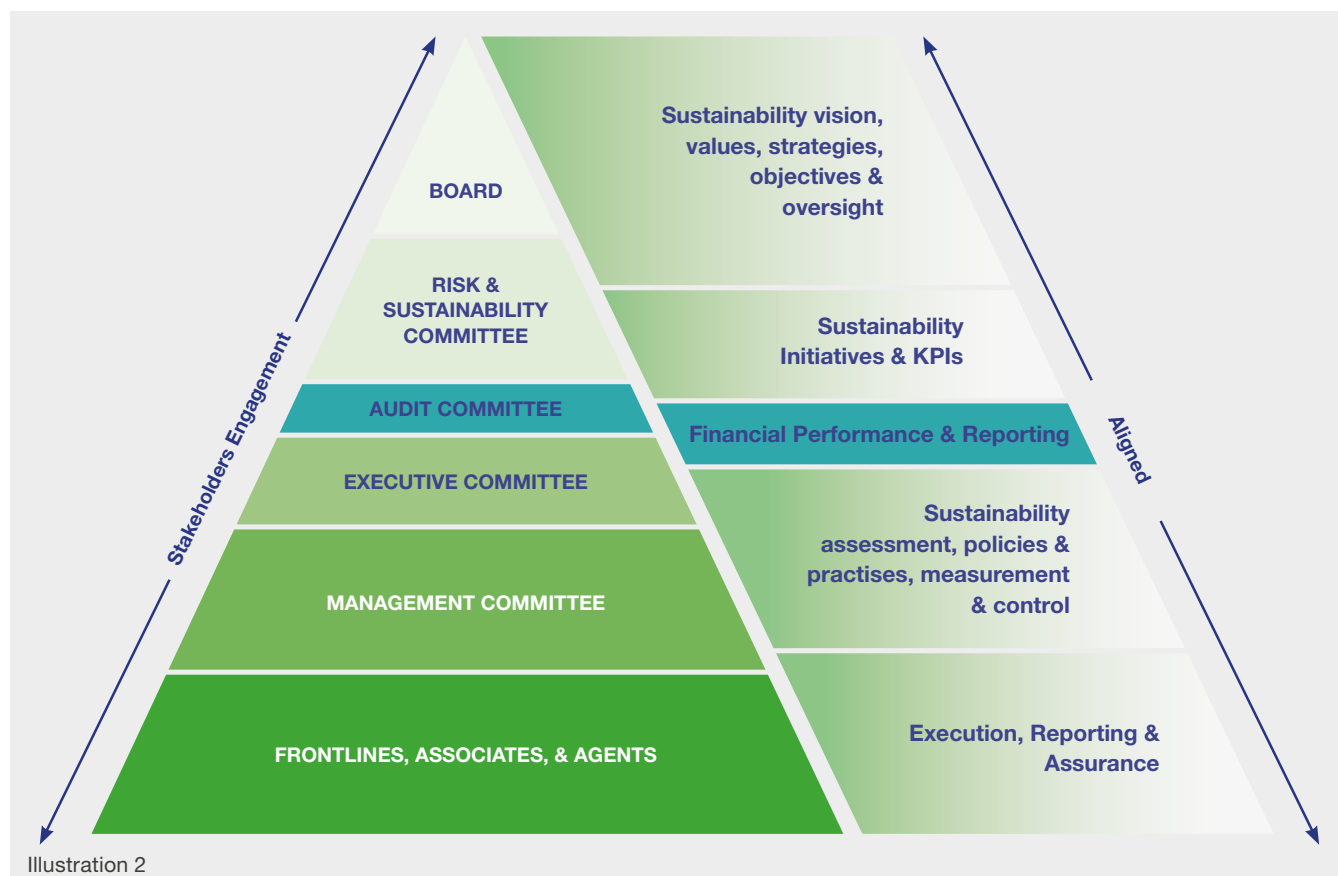 BOARD
RISK &
SUSTAINABILITY
COMMITTEE
AUDIT COMMITTEE
EXECUTIVE COMMITTEE
MANAGEMENT COMMITTEE
FRONTLINES, ASSOCIATES, & AGENTS
Stakeholders Engagement
Sustainability vision,
values, strategies,
objectives &
oversight
Sustainability
Initiatives & KPIs
Financial Performance & Reporting
Sustainability
assessment, policies &
practises, measurement
& control
Execution, Reporting &
Assurance
Aligned
Illustration 2